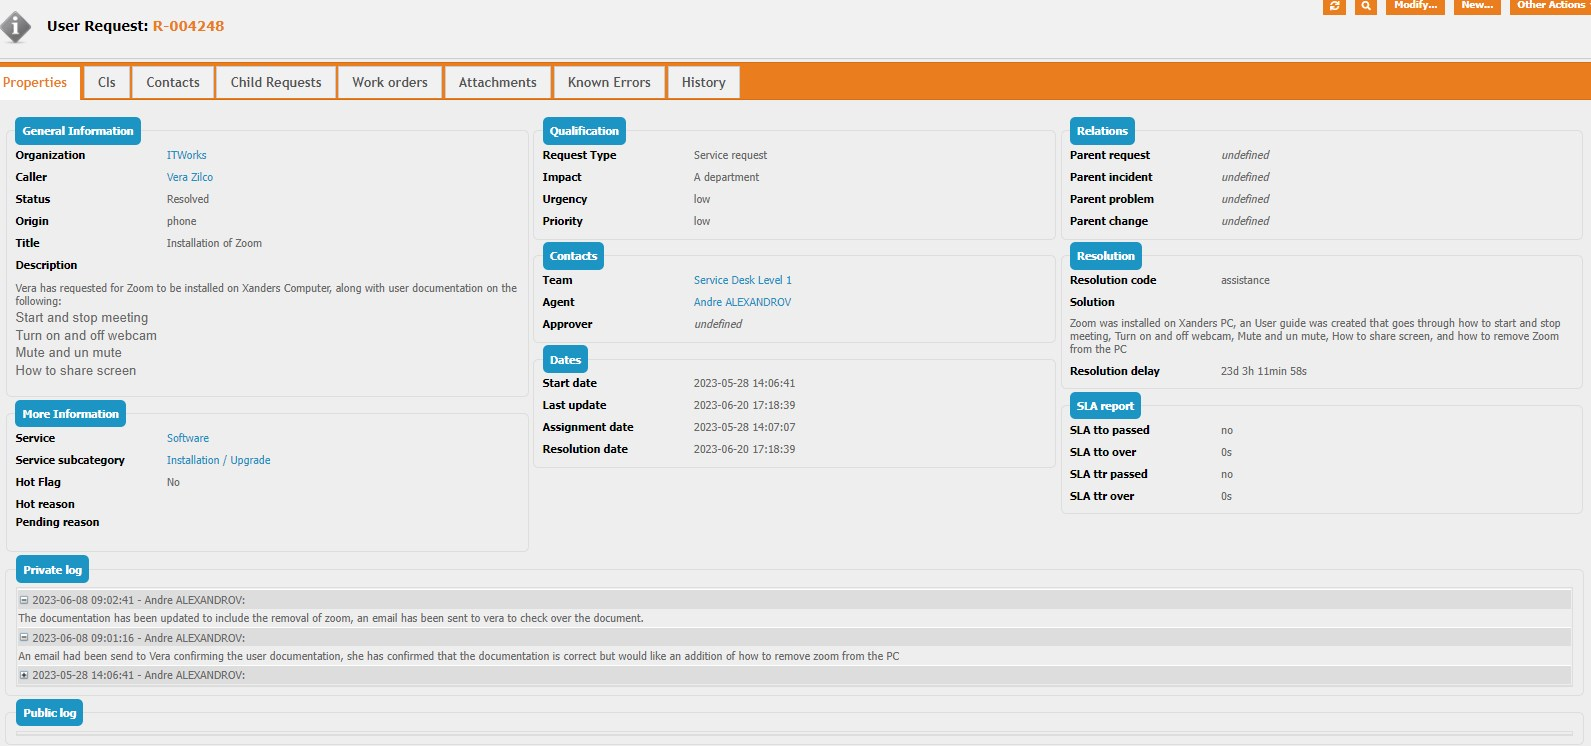 User Request: R-004248
Modify...
New...
Other Actions
Properties
CIs
Contacts
Child Requests
Work orders
Attachments
Known Errors
History
General Information
Organization ITWorks
Caller Vera Zilco
Status Resolved
Origin phone
Title Installation of Zoom
Description
Vera has requested for Zoom to be installed on Xanders Computer, along with user documentation on the
following:
Start and stop meeting
Turn on and off webcam
Mute and un mute
How to share screen
More Information
Service Software
Service subcategory Installation / Upgrade
Hot Flag No
Hot reason
Pending reason
Qualification
Request Type Service request
Impact A department
Urgency low
Priority low
Contacts
Team Service Desk Level 1
Agent Andre ALEXANDROV
Approver undefined
Dates
Start date 2023-05-28 14:06:41
Last update 2023-06-20 17:18:39
Assignment date 2023-05-28 14:07:07
Resolution date 2023-06-20 17:18:39
Relations
Parent request undefined
Parent incident undefined
Parent problem undefined
Parent change undefined
Resolution
Resolution code assistance
Solution
Zoom was installed on Xanders PC, an User guide was created that goes through how to start and stop
meeting, Turn on and off webcam, Mute and un mute, How to share screen, and how to remove Zoom
from the PC
Resolution delay 23d 3h 11min 58s
SLA report
SLA tto passed no
SLA tto over 0s
SLA ttr passed no
SLA ttr over 0s
Private log
2023-06-08 09:02:41 - Andre ALEXANDROV:
The documentation has been updated to include the removal of zoom, an email has been sent to vera to check over the document.
2023-06-08 09:01:16 - Andre ALEXANDROV:
An email had been send to Vera confirming the user documentation, she has confirmed that the documentation is correct but would like an addition of how to remove zoom from the PC
2023-05-28 14:06:41 - Andre ALEXANDROV:
Public log